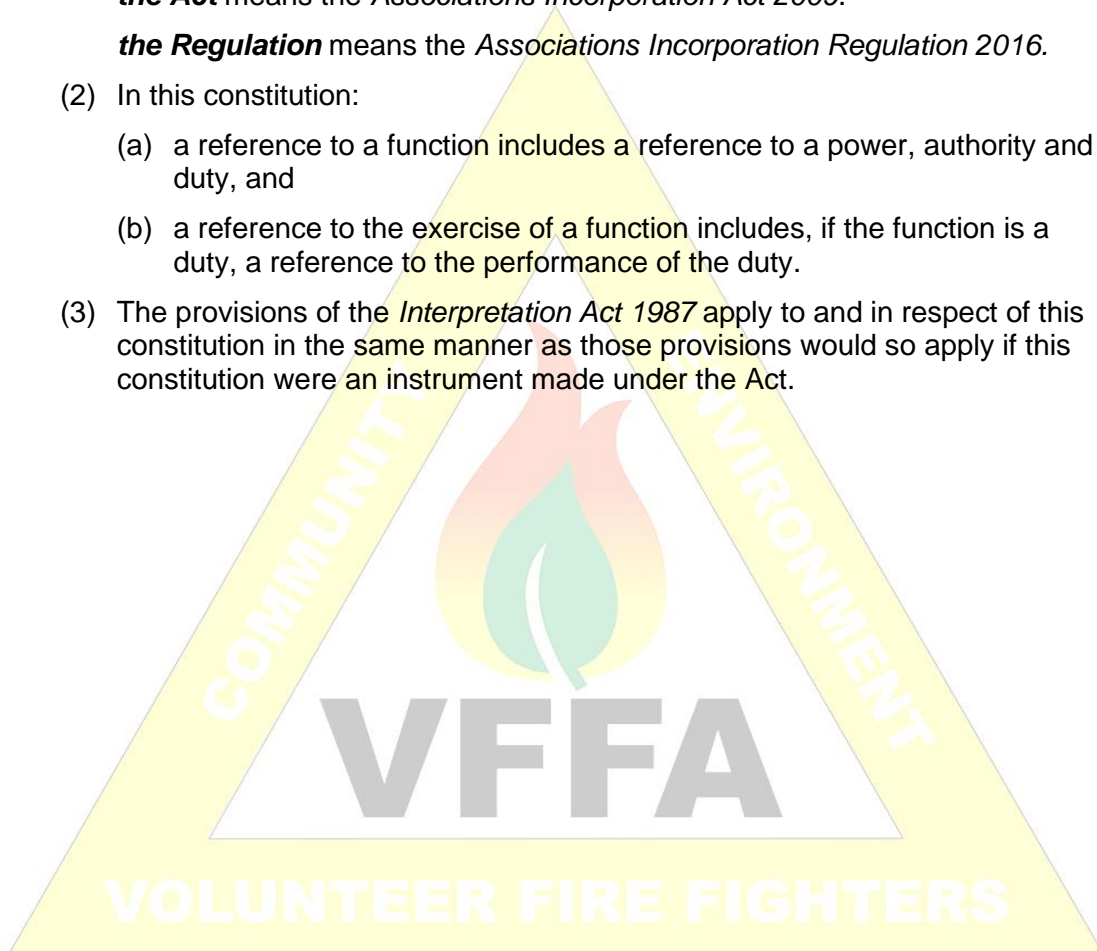 the Act means the Associations Incorporation Act 2009.
the Regulation means the Associations Incorporation Regulation 2016.
(2) In this constitution:
(a) a reference to a function includes a reference to a power, authority and
duty, and
(b) a reference to the exercise of a function includes, if the function is a
duty, a reference to the performance of the duty.
(3) The provisions of the Interpretation Act 1987 apply to and in respect of this
constitution in the same manner as those provisions would so apply if this
constitution were an instrument made under the Act.
COMMUNITY
ENVIRONMENT
VFFA
VOLUNTEER FIRE FIGHTERS